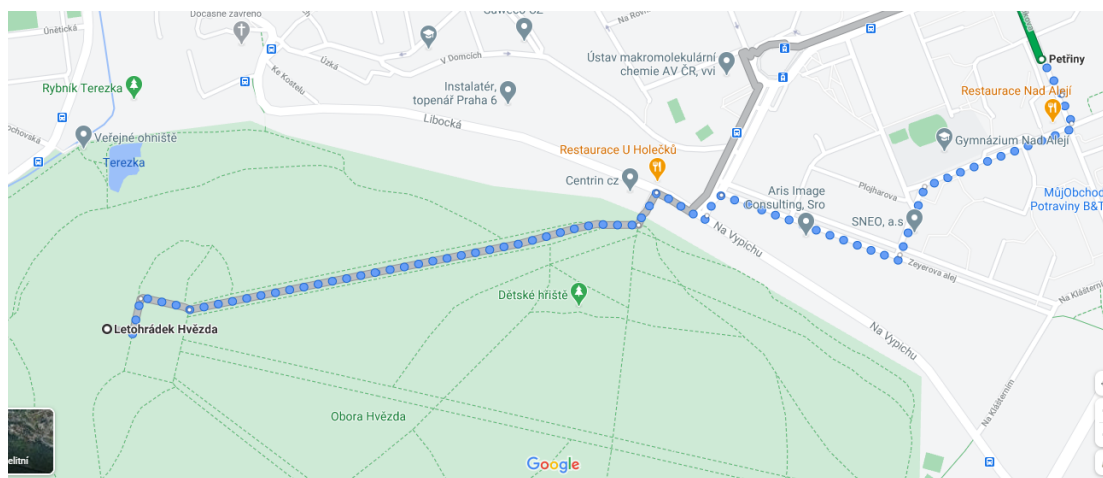 Dočasně zavřeno
Suweco CZ
Na Rovni
Únětická
Úzká
V Domcích
Ke Kostelu
Ústav makromolekulární
chemie AV ČR, vvi
Petřiny
Rybník Terezka
Instalatér,
topenář Praha 6
Restaurace Nad Alejí
Libocká
Veřejné ohniště
Terezka
Gymnázium Nad Alejí
Restaurace U Holečků
Centrin cz
Plojharova
Aris Image
Consulting, Sro
MůjObchod
Potraviny B&T
SNEO, a.s
Na Vypichu
Zeyerova alej
Na Klášterním
Dětské hřiště
Letohrádek Hvězda
Na Vypichu
Na Klášterním
Obora Hvězda
elitní
Google